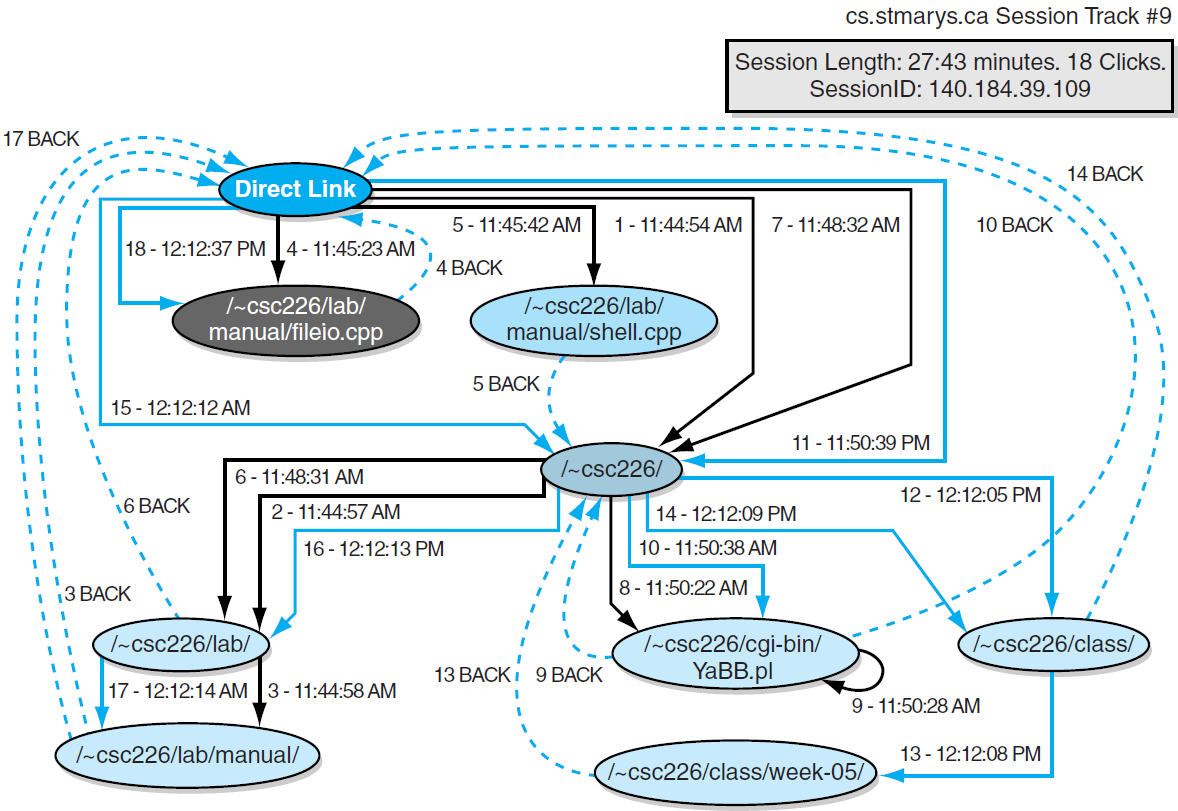 cs.stmarys.ca Session Track #9
Session Length: 27:43 minutes. 18 Clicks.
SessionID: 140.184.39.109
17 BACK
14 BACK
10 BACK
Direct Link
5 - 11:45:42 AM
1 - 11:44:54 AM
7 - 11:48:32 AM
18 - 12:12:37 PM
4 - 11:45:23 AM
4 BACK
/~csc226/lab/
manual/fileio.cpp
/~csc226/lab/
manual/shell.cpp
5 BACK
15 - 12:12:12 AM
11 - 11:50:39 PM
/~csc226/
6 - 11:48:31 AM
12 - 12:12:05 PM
6 BACK
2 - 11:44:57 AM
14 - 12:12:09 PM
16 - 12:12:13 PM
10 - 11:50:38 AM
8 - 11:50:22 AM
3 BACK
/~csc226/lab/
/~csc226/cgi-bin/
YaBB.pl
/~csc226/class/
13 BACK
9 BACK
17 - 12:12:14 AM
3 - 11:44:58 AM
9 - 11:50:28 AM
/~csc226/lab/manual/
13 - 12:12:08 PM
/~csc226/class/week-05/